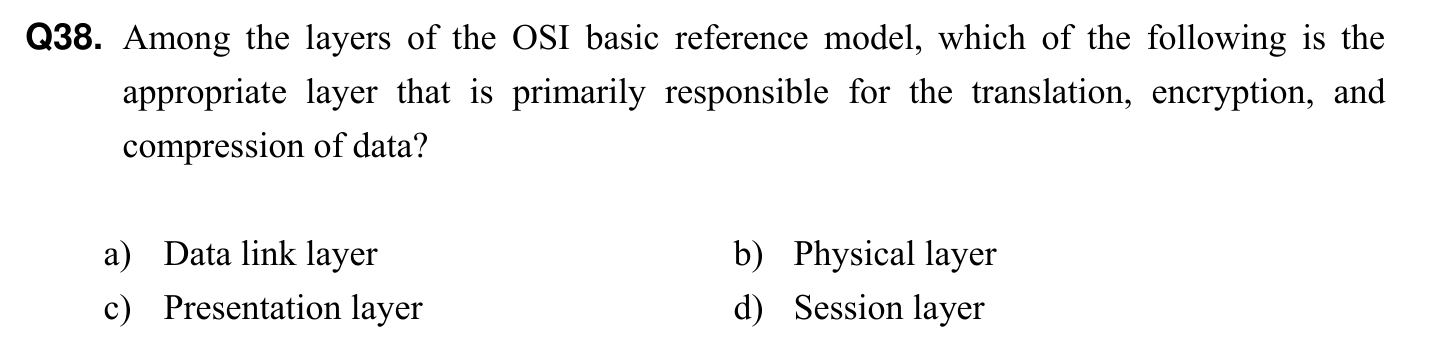 Q38. Among the layers of the OSI basic reference model, which of the following is the
appropriate layer that is primarily responsible for the translation, encryption, and
compression of data?
a) Data link layer b) Physical layer
c) Presentation layer d) Session layer